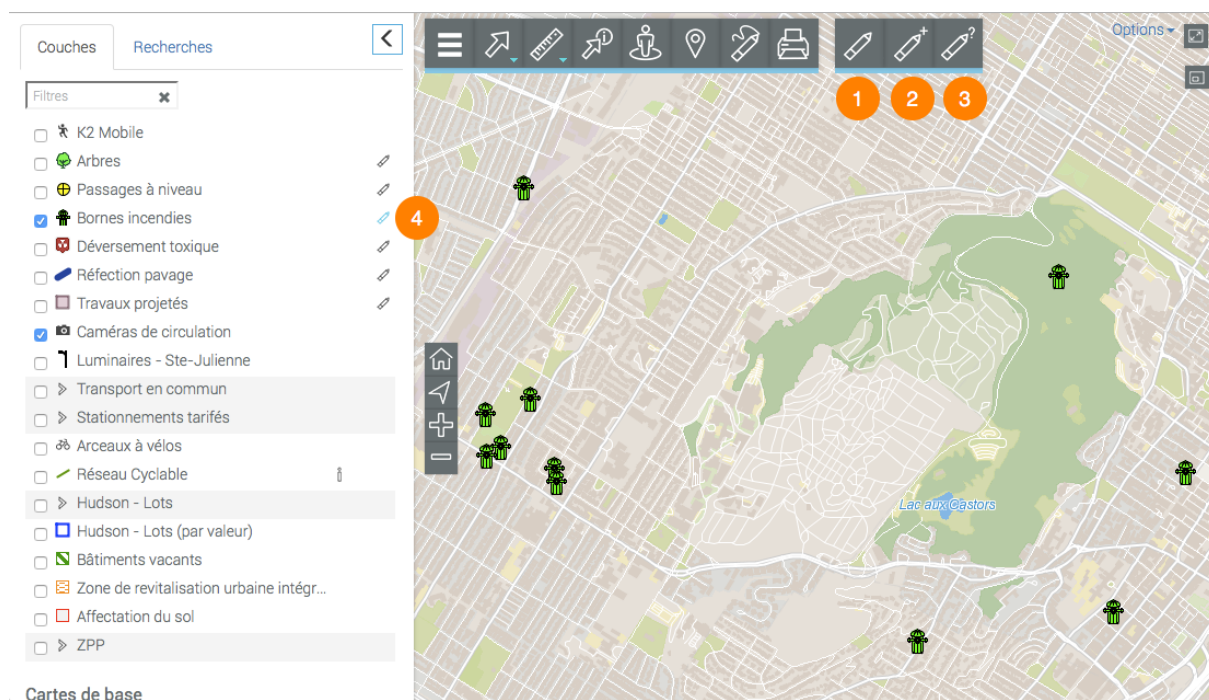 Couches
Recherches
Options
Filtres
K2 Mobile
Arbres
Passages à niveau
Bornes incendies
Déversement toxique
Réfection pavage
Travaux projetés
Caméras de circulation
Luminaires - Ste-Julienne
Transport en commun
Stationnements tarifés
Arceaux à vélos
Réseau Cyclable
Hudson - Lots
Hudson - Lots (par valeur)
Bâtiments vacants
Zone de revitalisation urbaine intégr...
Affectation du sol
ZPP
Cartes de base
1
2
3
4
Lac aux Castors